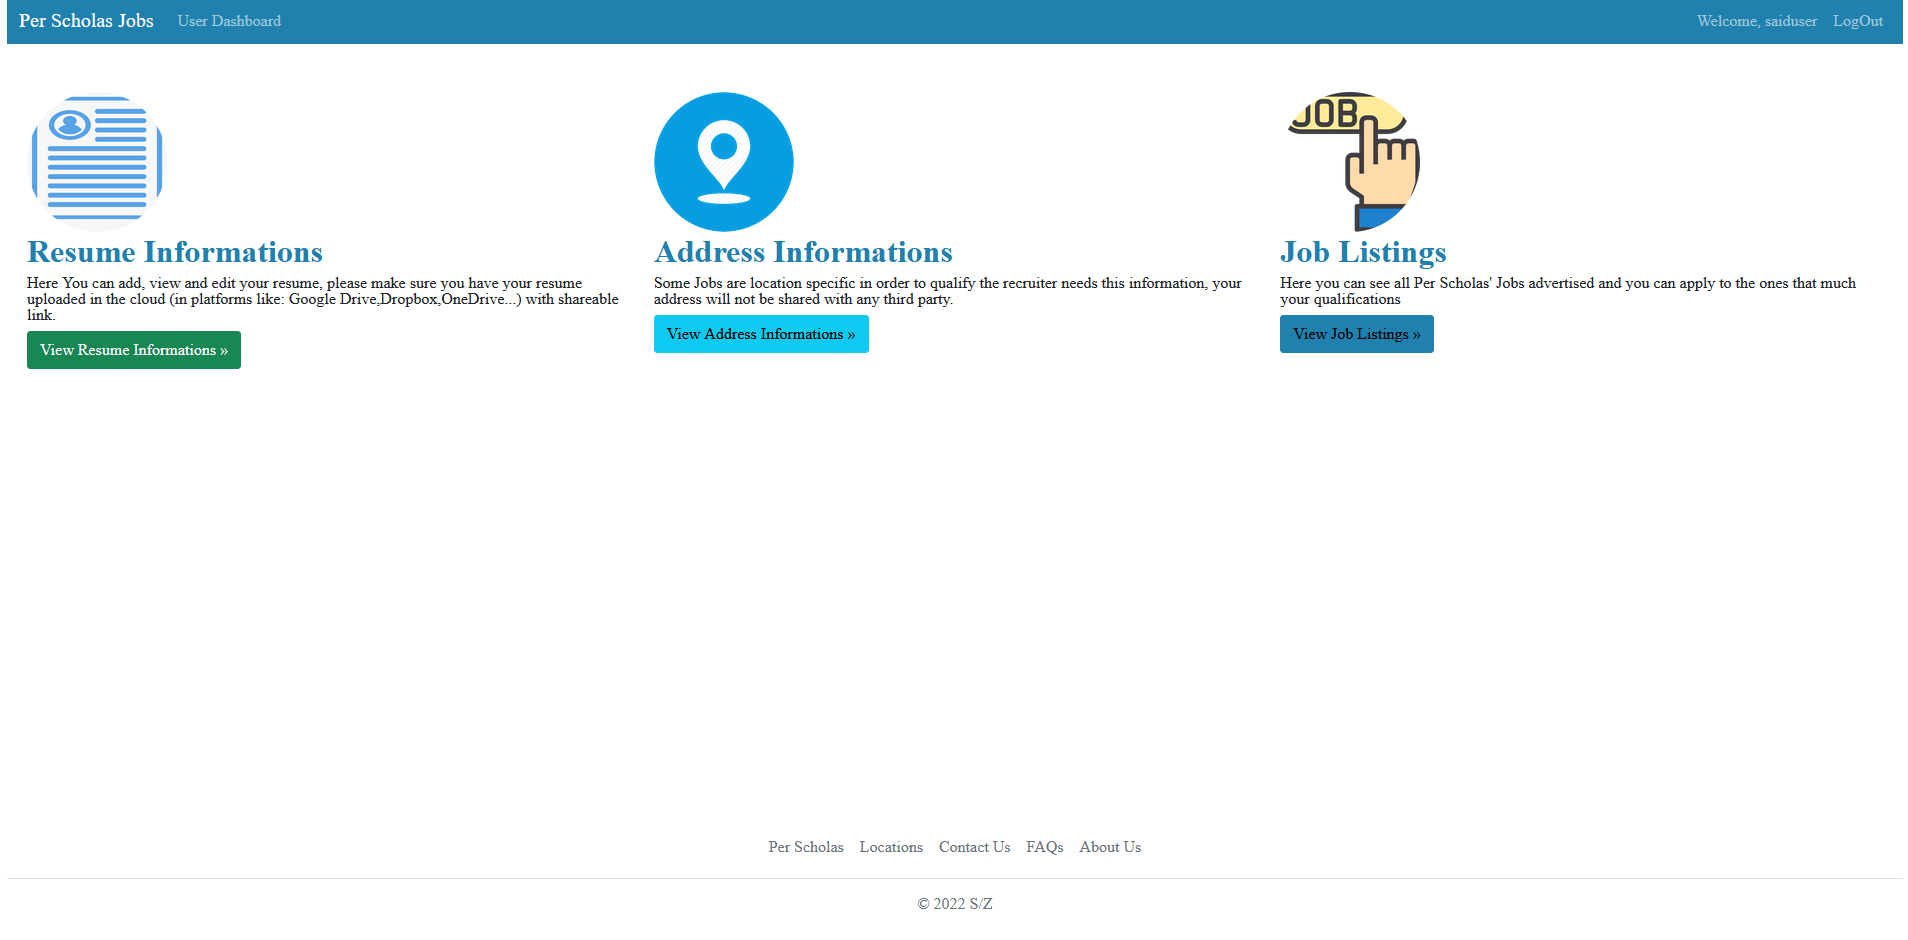 Per Scholas Jobs User Dashboard Welcome, saiduser LogOut
JOB
Resume Informations
Here You can add, view and edit your resume, please make sure you have your resume
uploaded in the cloud (in platforms like: Google Drive,Dropbox,OneDrive...) with shareable
link.
View Resume Informations »
Address Informations
Some Jobs are location specific in order to qualify the recruiter needs this information, your
address will not be shared with any third party.
View Address Informations »
Job Listings
Here you can see all Per Scholas' Jobs advertised and you can apply to the ones that much
your qualifications
View Job Listings »
Per Scholas Locations Contact Us FAQs About Us
© 2022 S/Z